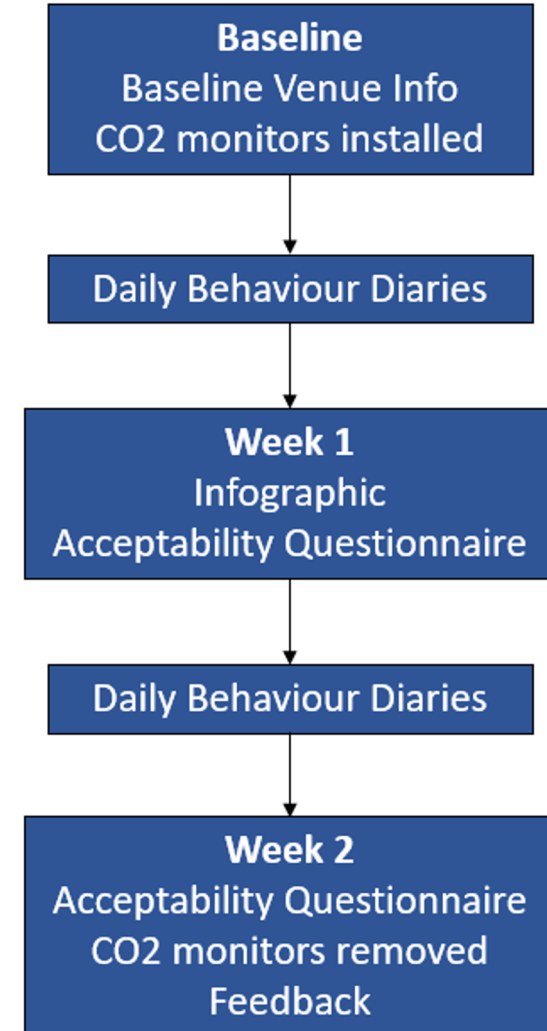 Baseline
Baseline Venue Info
CO2 monitors installed
Daily Behaviour Diaries
Week 1
Infographic
Acceptability Questionnaire
Daily Behaviour Diaries
Week 2
Acceptability Questionnaire
CO2 monitors removed
Feedback